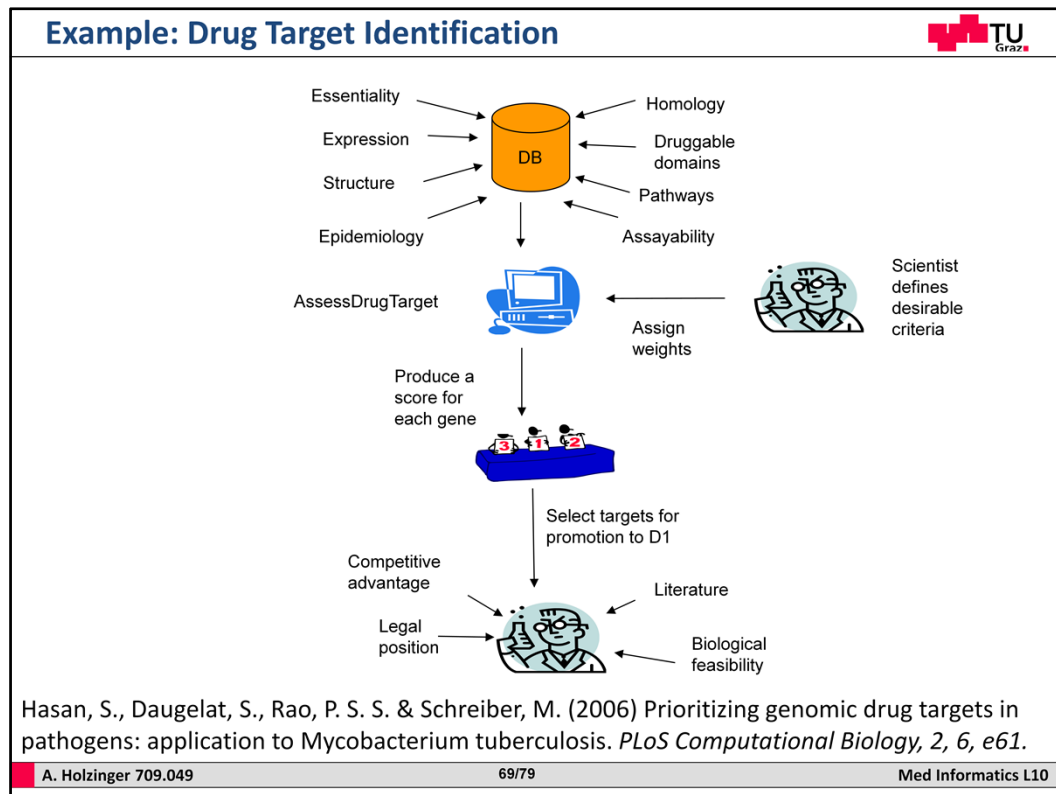 Example: Drug Target Identification
TU
Graz
Essentiality
Expression
Structure
Epidemiology
DB
Homology
Druggable
domains
Pathways
Assayability
AssessDrugTarget
Assign
weights
Scientist
defines
desirable
criteria
Produce a
score for
each gene
3 1 2
Select targets for
promotion to D1
Competitive
advantage
Legal
position
Literature
Biological
feasibility
Hasan, S., Daugelat, S., Rao, P. S. S. & Schreiber, M. (2006) Prioritizing genomic drug targets in
pathogens: application to Mycobacterium tuberculosis. PLoS Computational Biology, 2, 6, e61.
A. Holzinger 709.049
69/79
Med Informatics L10